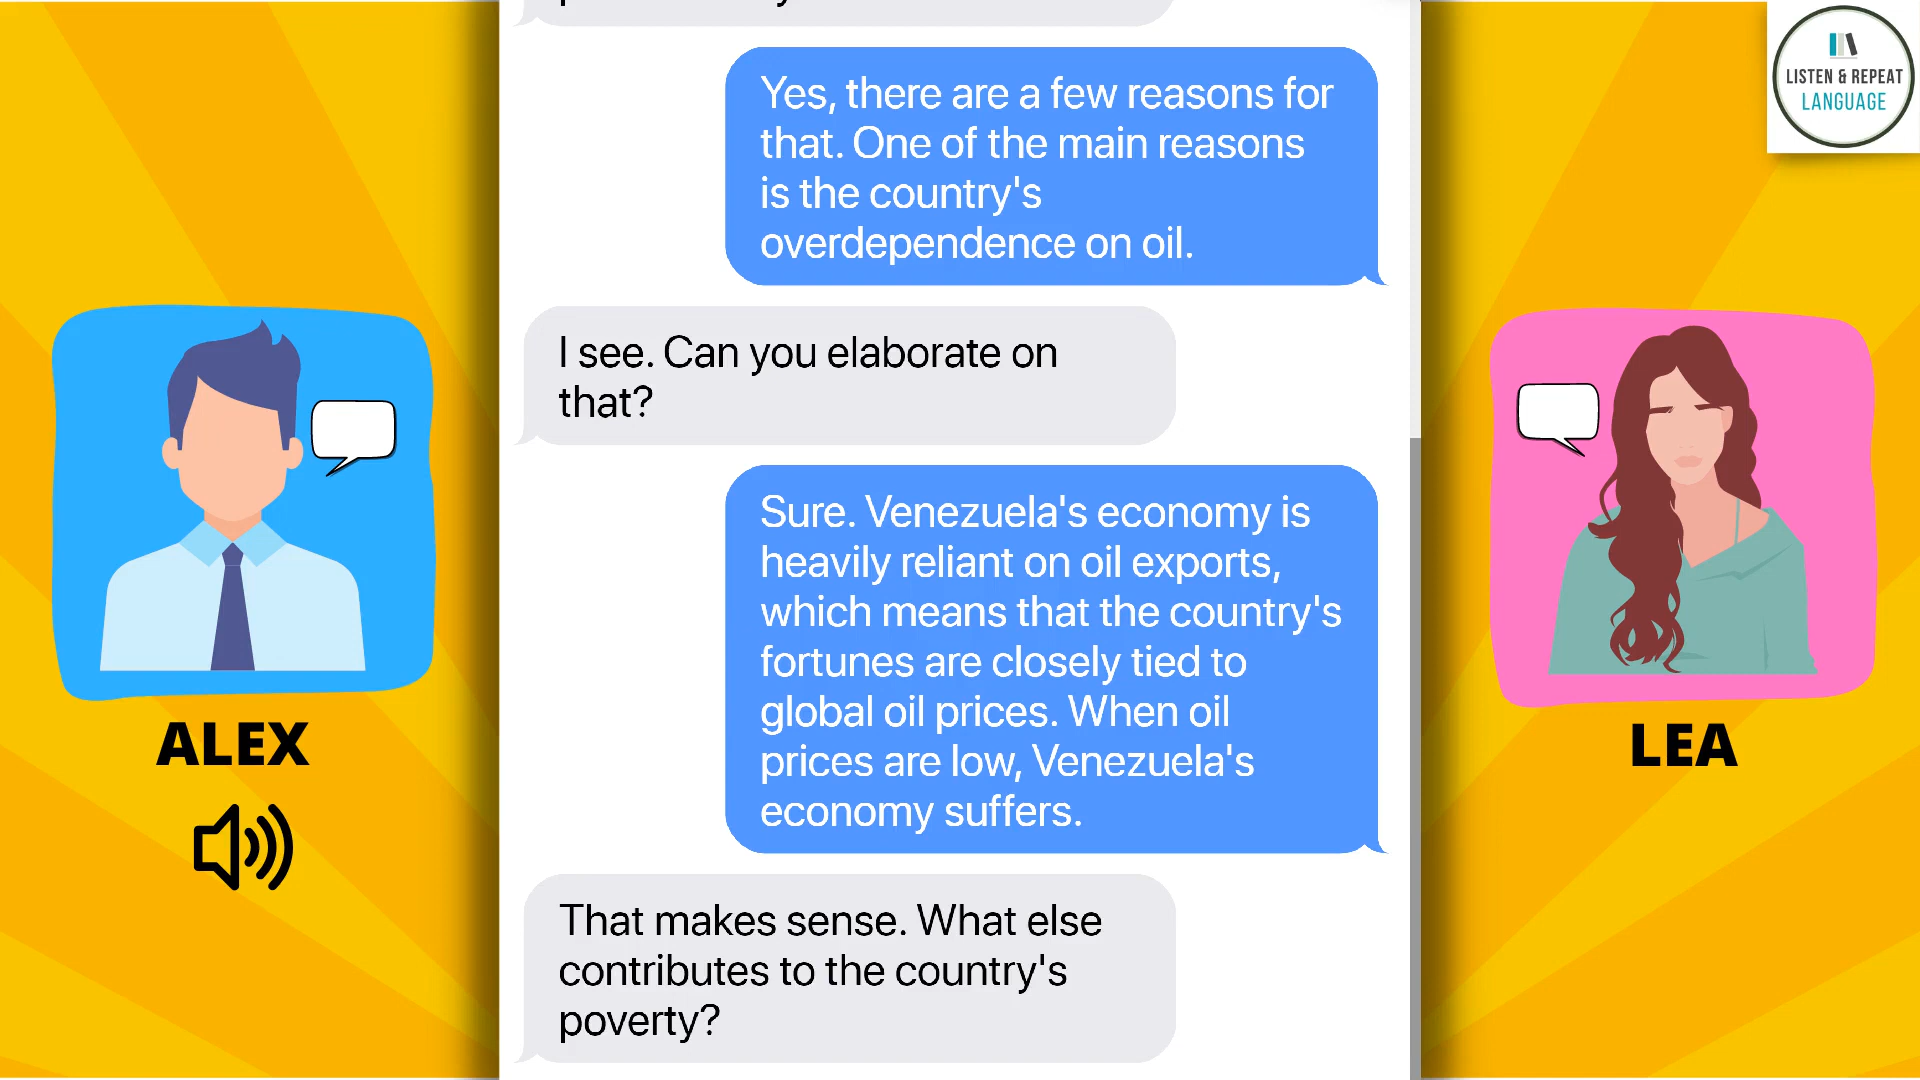 Yes, there are a few reasons for
that. One of the main reasons
is the country's
overdependence on oil.
I see. Can you elaborate on
that?
Sure. Venezuela's economy is
heavily reliant on oil exports,
which means that the country's
fortunes are closely tied to
global oil prices. When oil
prices are low, Venezuela's
economy suffers.
That makes sense. What else
contributes to the country's
poverty?
ALEX
LEA
LISTEN & REPEAT
LANGUAGE